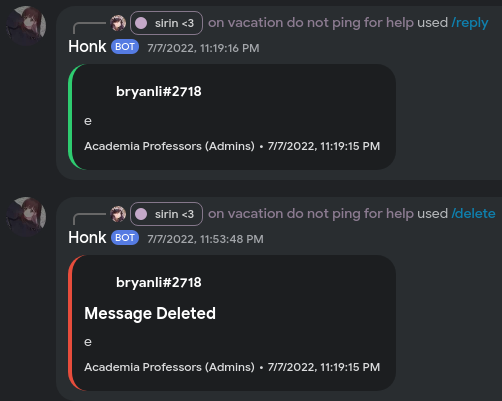 sirin <3 on vacation do not ping for help used /reply
Honk BOT 7/7/2022, 11:19:16 PM
bryanli#2718
e
Academia Professors (Admins) • 7/7/2022, 11:19:15 PM
sirin <3 on vacation do not ping for help used /delete
Honk BOT 7/7/2022, 11:53:48 PM
bryanli#2718
Message Deleted
e
Academia Professors (Admins) • 7/7/2022, 11:19:15 PM